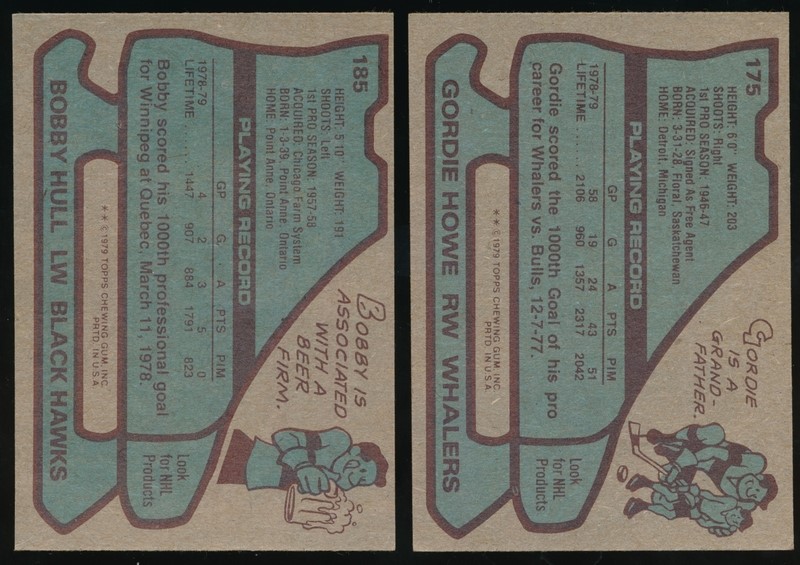 185
HEIGHT: 5'10" WEIGHT: 191
SHOOTS: Left
1st PRO SEASON: 1957-58
ACQUIRED: Chicago Farm System
BORN: 1-3-39, Point Anne, Ontario
HOME: Point Anne, Ontario
PLAYING RECORD
GP G A PTS PIM
1978-79 4 2 3 5 0
LIFETIME 1447 907 884 1791 823
Bobby scored his 1000th professional goal
for Winnipeg at Quebec, March 11, 1978.
* * © 1979 TOPPS CHEWING GUM INC.
PRTD. IN U.S.A.
BOBBY HULL LW BLACK HAWKS
BOBBY IS
ASSOCIATED
WITH A
BEER
FIRM.
Look
for NHL
Products
175
HEIGHT: 6'0" WEIGHT: 203
SHOOTS: Right
1st PRO SEASON: 1946-47
ACQUIRED: Signed As Free Agent
BORN: 3-31-28, Floral, Saskatchewan
HOME: Detroit, Michigan
PLAYING RECORD
GP G A PTS PIM
1978-79 58 19 24 43 51
LIFETIME 2106 960 1357 2317 2042
Gordie scored the 1000th Goal of his pro
career for Whalers vs. Bulls, 12-7-77.
* * © 1979 TOPPS CHEWING GUM INC.
PRTD. IN U.S.A.
GORDIE HOWE RW WHALERS
GORDIE
IS A
GRAND-
FATHER.
Look
for NHL
Products